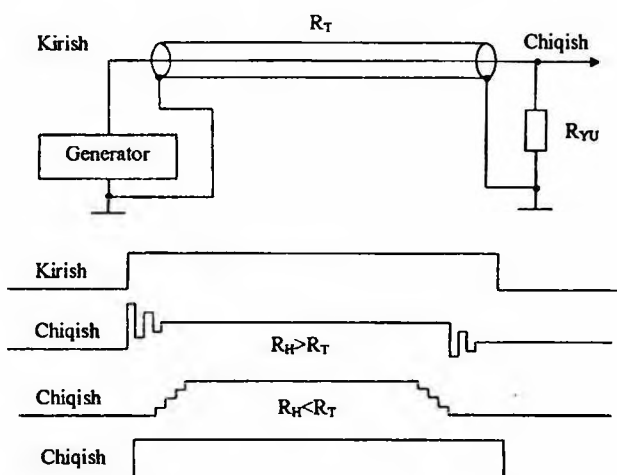 Kirish
R_T
Chiqish
Generator
R_YU
Kirish
Chiqish
R_H>R_T
Chiqish
R_H<R_T
Chiqish